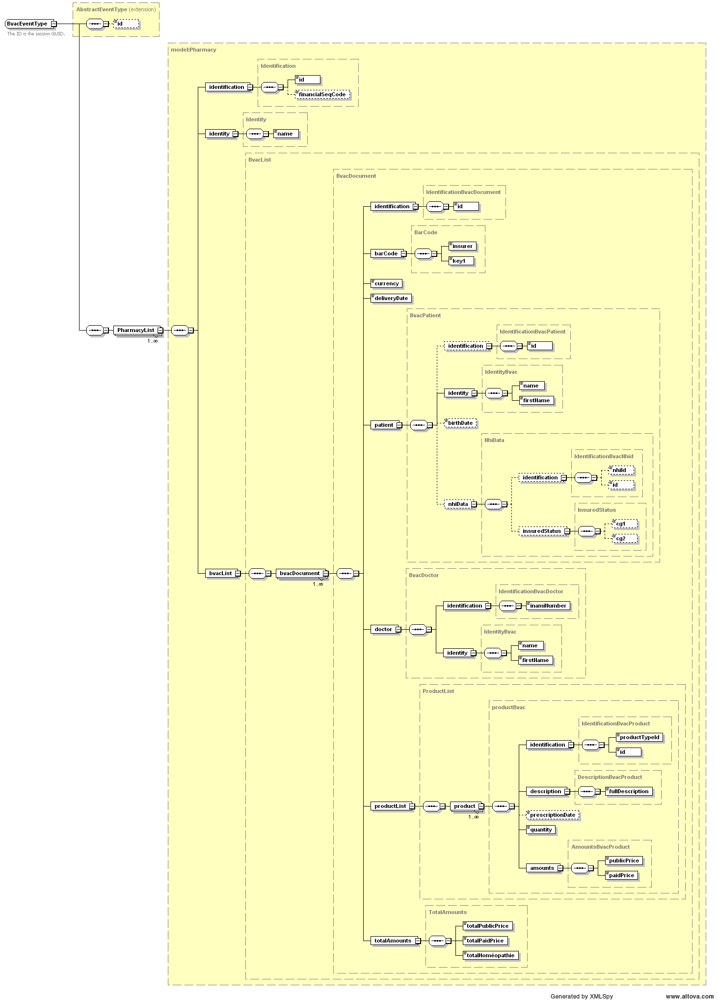 AbstractEventType (extension)
BvacEventType
id
The ID is the session GUID.
model:Pharmacy
Identification
id
identification
financialSeqCode
Identity
identity
name
BvacList
BvacDocument
IdentificationBvacDocument
identification
id
BarCode
insurer
barCode
key1
currency
deliveryDate
BvacPatient
PharmacyList
1..∞
IdentificationBvacPatient
identification
id
IdentityBvac
name
identity
firstName
patient
birthDate
NhiData
IdentificationBvacNhid
nhiId
identification
id
nhiData
InsuredStatus
cg1
insuredStatus
cg2
bvacList
bvacDocument
1..∞
BvacDoctor
IdentificationBvacDoctor
identification
inamiNumber
doctor
IdentityBvac
name
identity
firstName
ProductList
productBvac
IdentificationBvacProduct
productTypeId
identification
id
DescriptionBvacProduct
description
fullDescription
productList
product
1..∞
prescriptionDate
quantity
AmountsBvacProduct
publicPrice
amounts
paidPrice
TotalAmounts
totalPublicPrice
totalAmounts
totalPaidPrice
totalHoméopathie
Generated by XMLSpy
www.altova.com